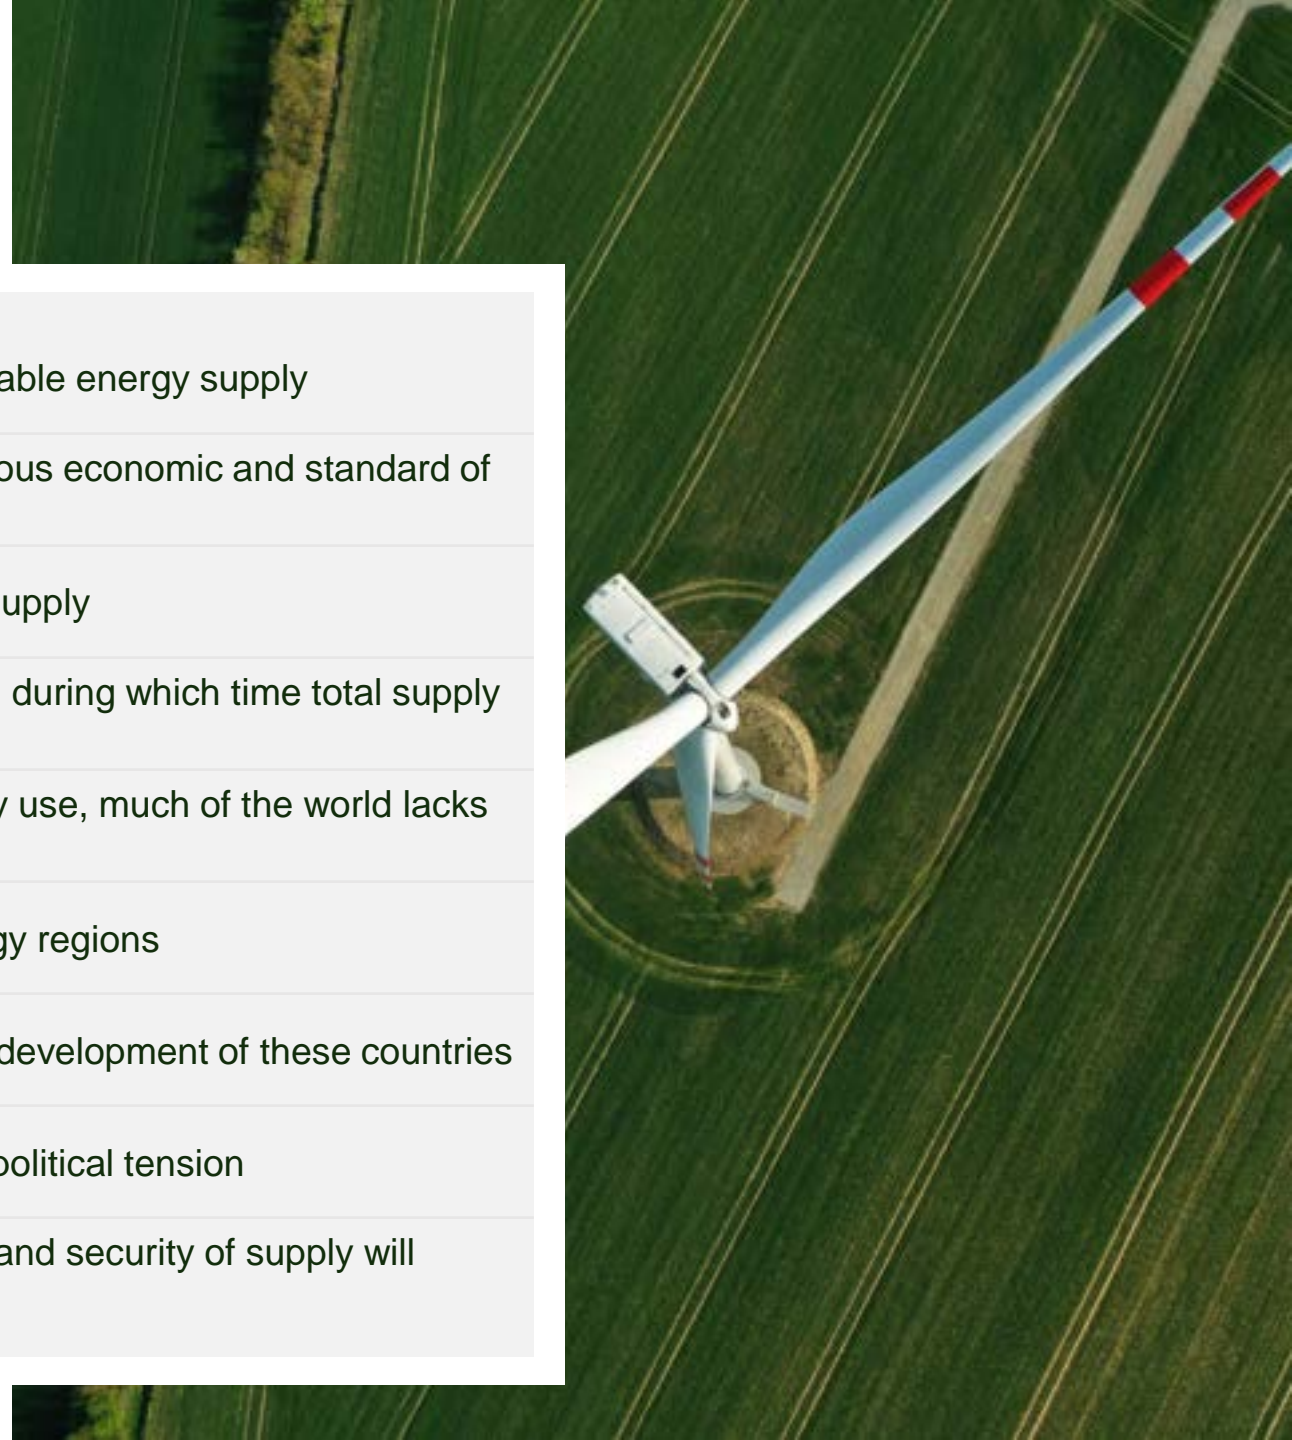 able energy supply
ous economic and standard of
upply
during which time total supply
y use, much of the world lacks
gy regions
development of these countries
political tension
and security of supply will